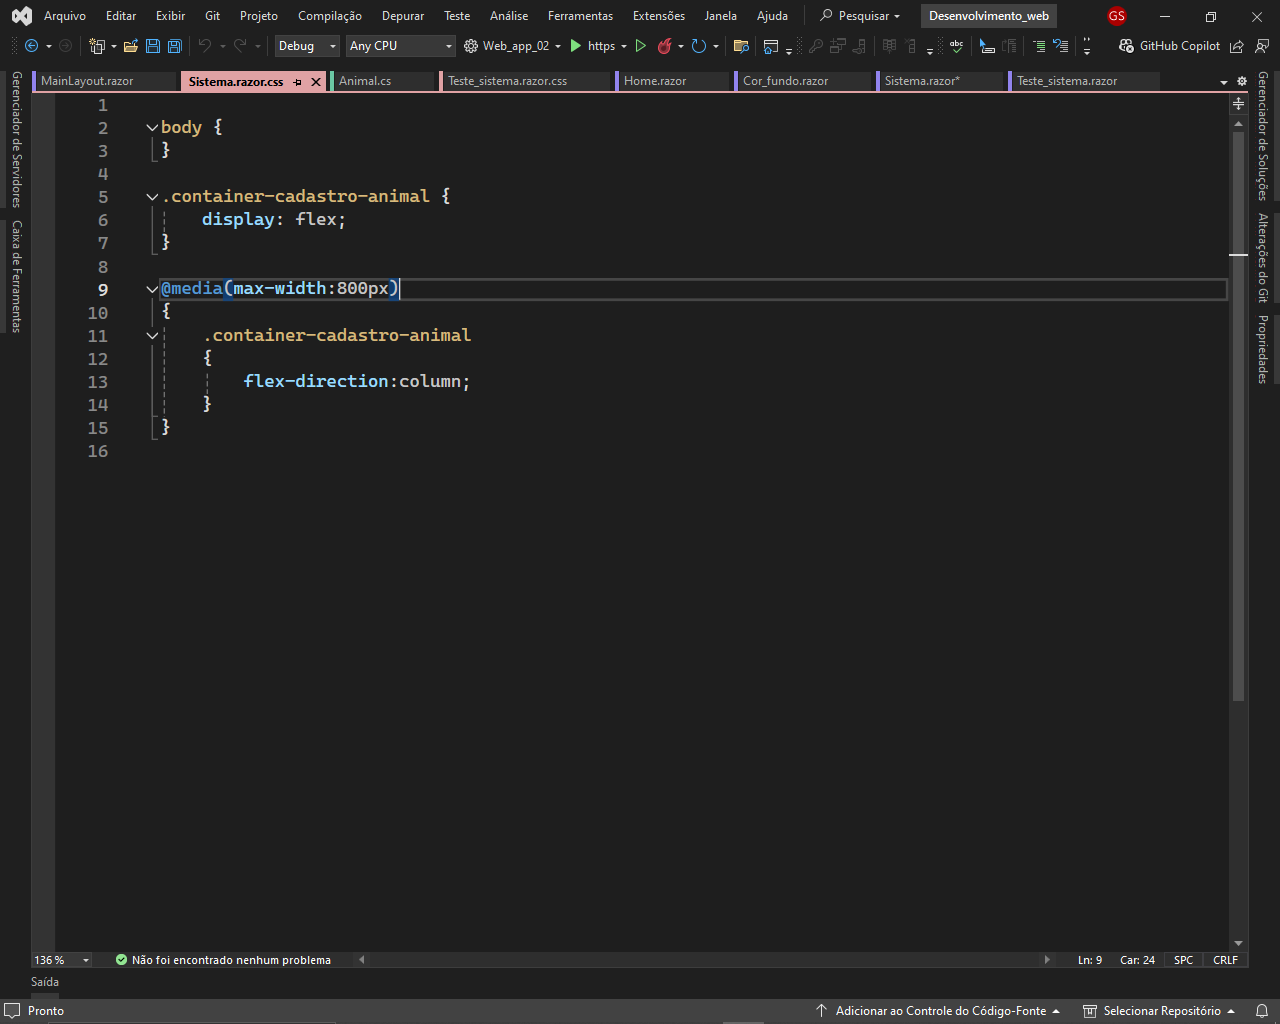 Arquivo Editar Exibir Git Projeto Compilação Depurar Teste Análise Ferramentas Extensões Janela Ajuda Pesquisar Desenvolvimento_web GS
Debug Any CPU Web_app_02 https abc GitHub Copilot
MainLayout.razor Sistema.razor.css Animal.cs Teste_sistema.razor.css Home.razor Cor_fundo.razor Sistema.razor* Teste_sistema.razor
Gerenciador de Servidores
Caixa de Ferramentas
1
2 body {
3 }
4
5 .container-cadastro-animal {
6 display: flex;
7 }
8
9 @media(max-width:800px)
10 {
11 .container-cadastro-animal
12 {
13 flex-direction:column;
14 }
15 }
16
Gerenciador de Soluções
Alterações do Git
Propriedades
136 % Não foi encontrado nenhum problema Ln: 9 Car: 24 SPC CRLF
Saída
Pronto Adicionar ao Controle do Código-Fonte Selecionar Repositório